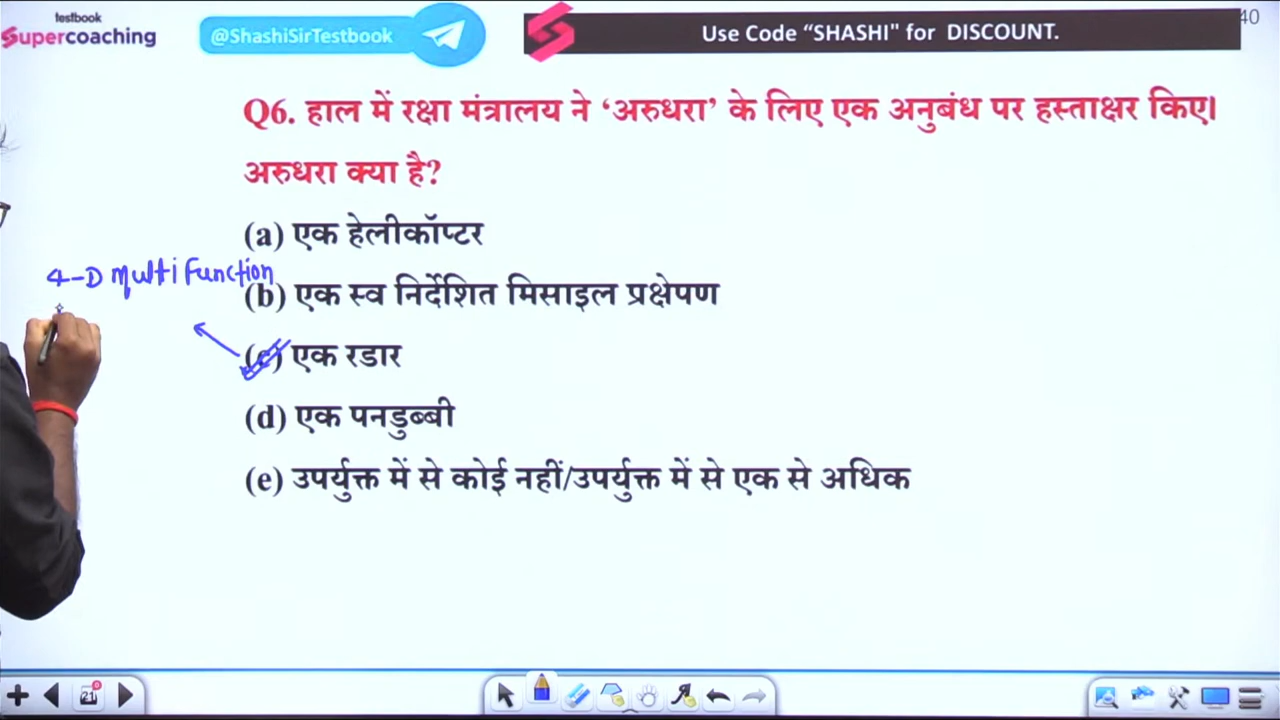 testbook
Supercoaching
@ShashiSirTestbook
Use Code “SHASHI" for DISCOUNT.
40
Q6. हाल में रक्षा मंत्रालय ने ‘अरुधरा’ के लिए एक अनुबंध पर हस्ताक्षर किए।
अरुधरा क्या है?
(a) एक हेलीकॉप्टर
4-D multi Function
(b) एक स्व निर्देशित मिसाइल प्रक्षेपण
(c) एक रडार
(d) एक पनडुब्बी
(e) उपर्युक्त में से कोई नहीं/उपर्युक्त में से एक से अधिक
21